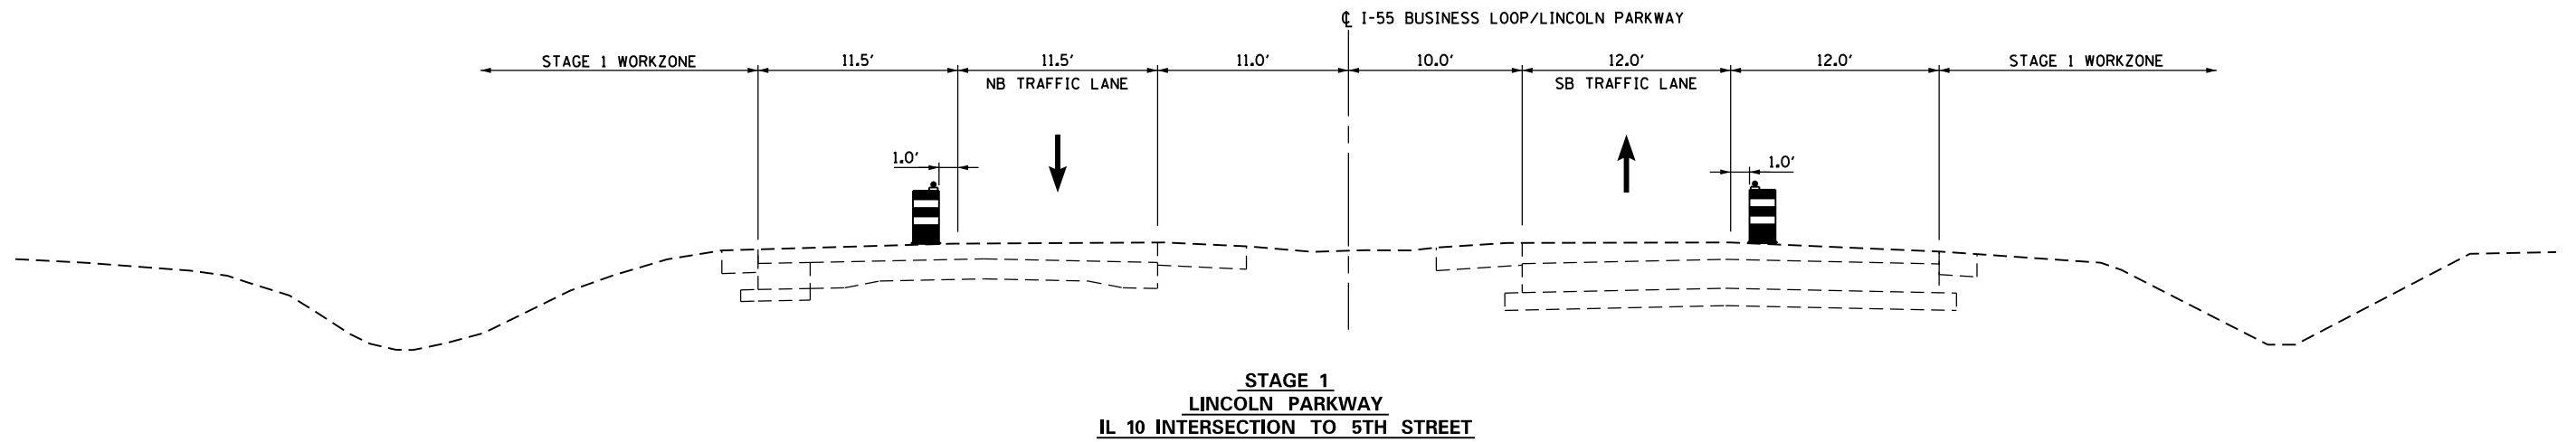 ℄ I-55 BUSINESS LOOP/LINCOLN PARKWAY
STAGE 1 WORKZONE 11.5' 11.5' 11.0' 10.0' 12.0' 12.0' STAGE 1 WORKZONE
NB TRAFFIC LANE SB TRAFFIC LANE
1.0' 1.0'
STAGE 1
LINCOLN PARKWAY
IL 10 INTERSECTION TO 5TH STREET